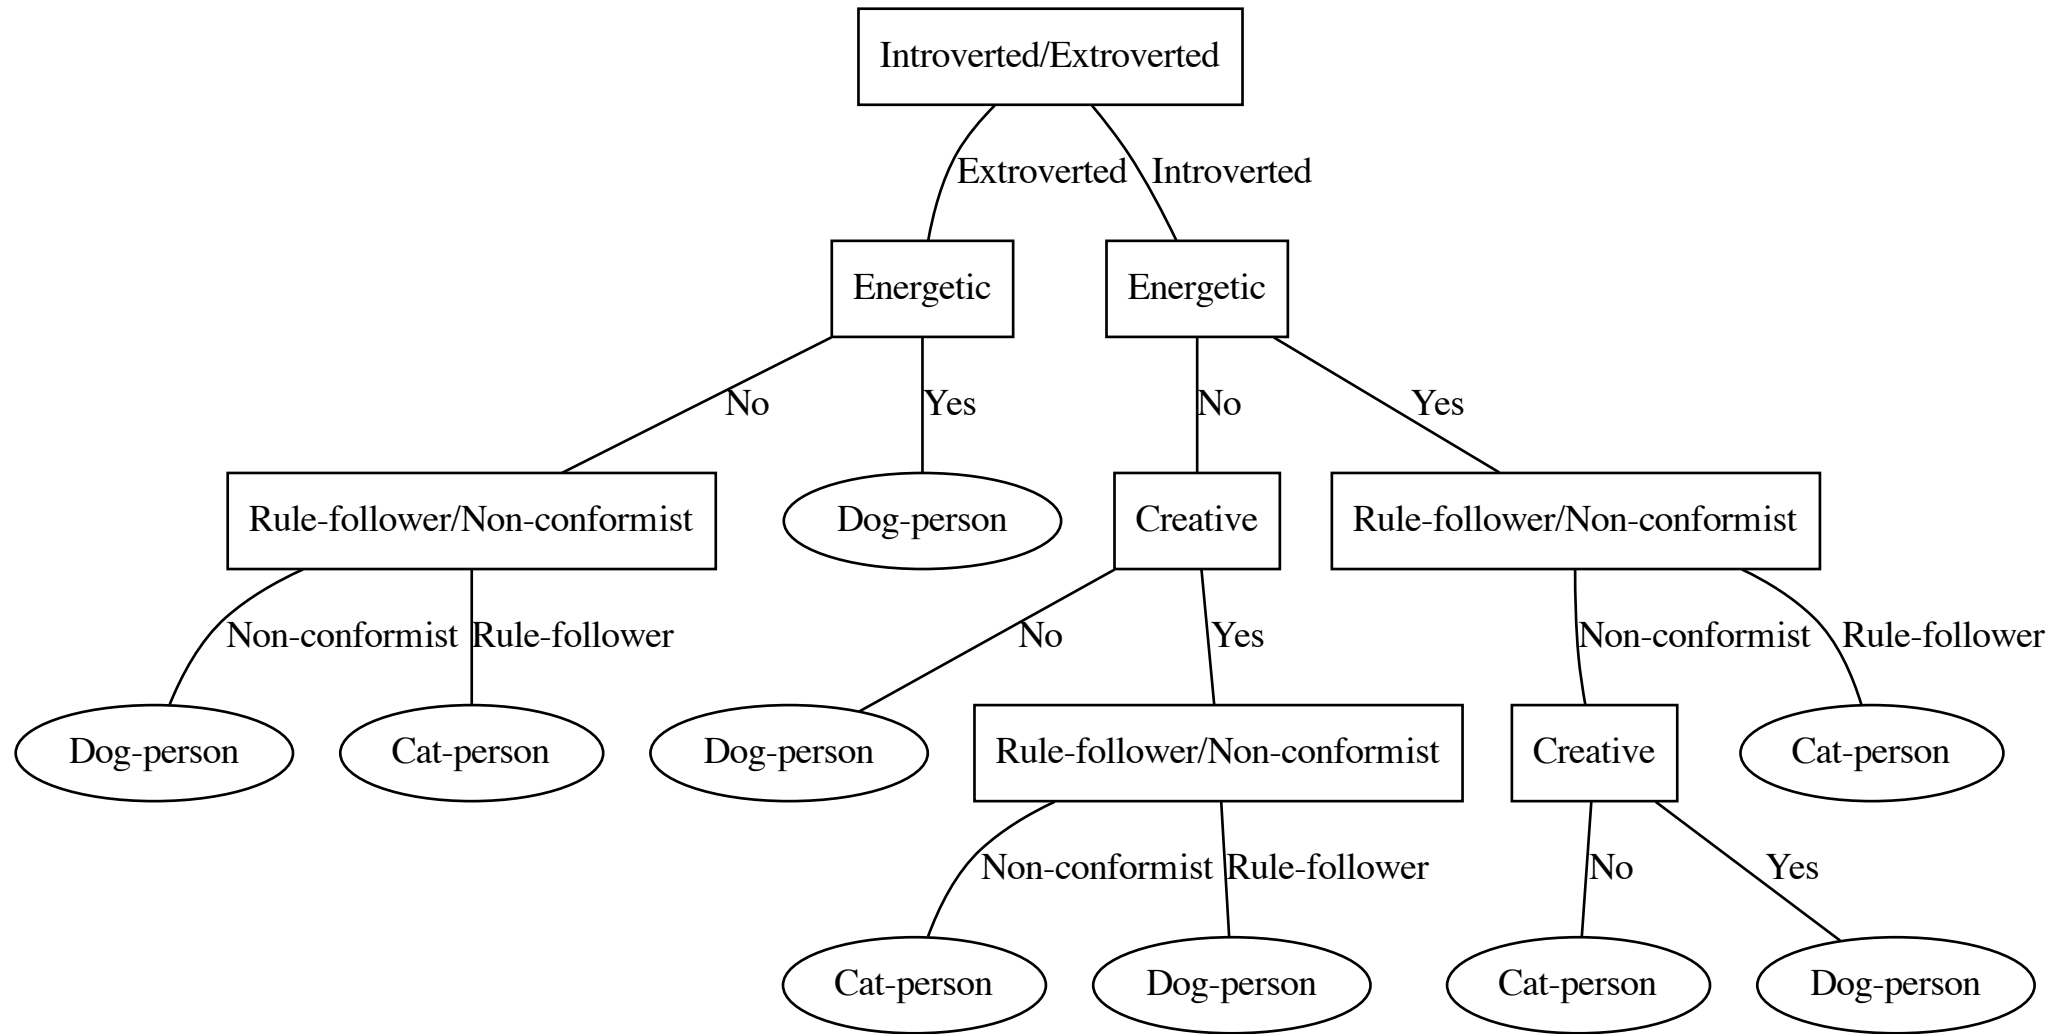 Introverted/Extroverted
Extroverted
Introverted
Energetic
Energetic
No
Yes
No
Yes
Rule-follower/Non-conformist
Dog-person
Creative
Rule-follower/Non-conformist
Non-conformist
Rule-follower
No
Yes
Non-conformist
Rule-follower
Dog-person
Cat-person
Dog-person
Rule-follower/Non-conformist
Creative
Cat-person
Non-conformist
Rule-follower
No
Yes
Cat-person
Dog-person
Cat-person
Dog-person